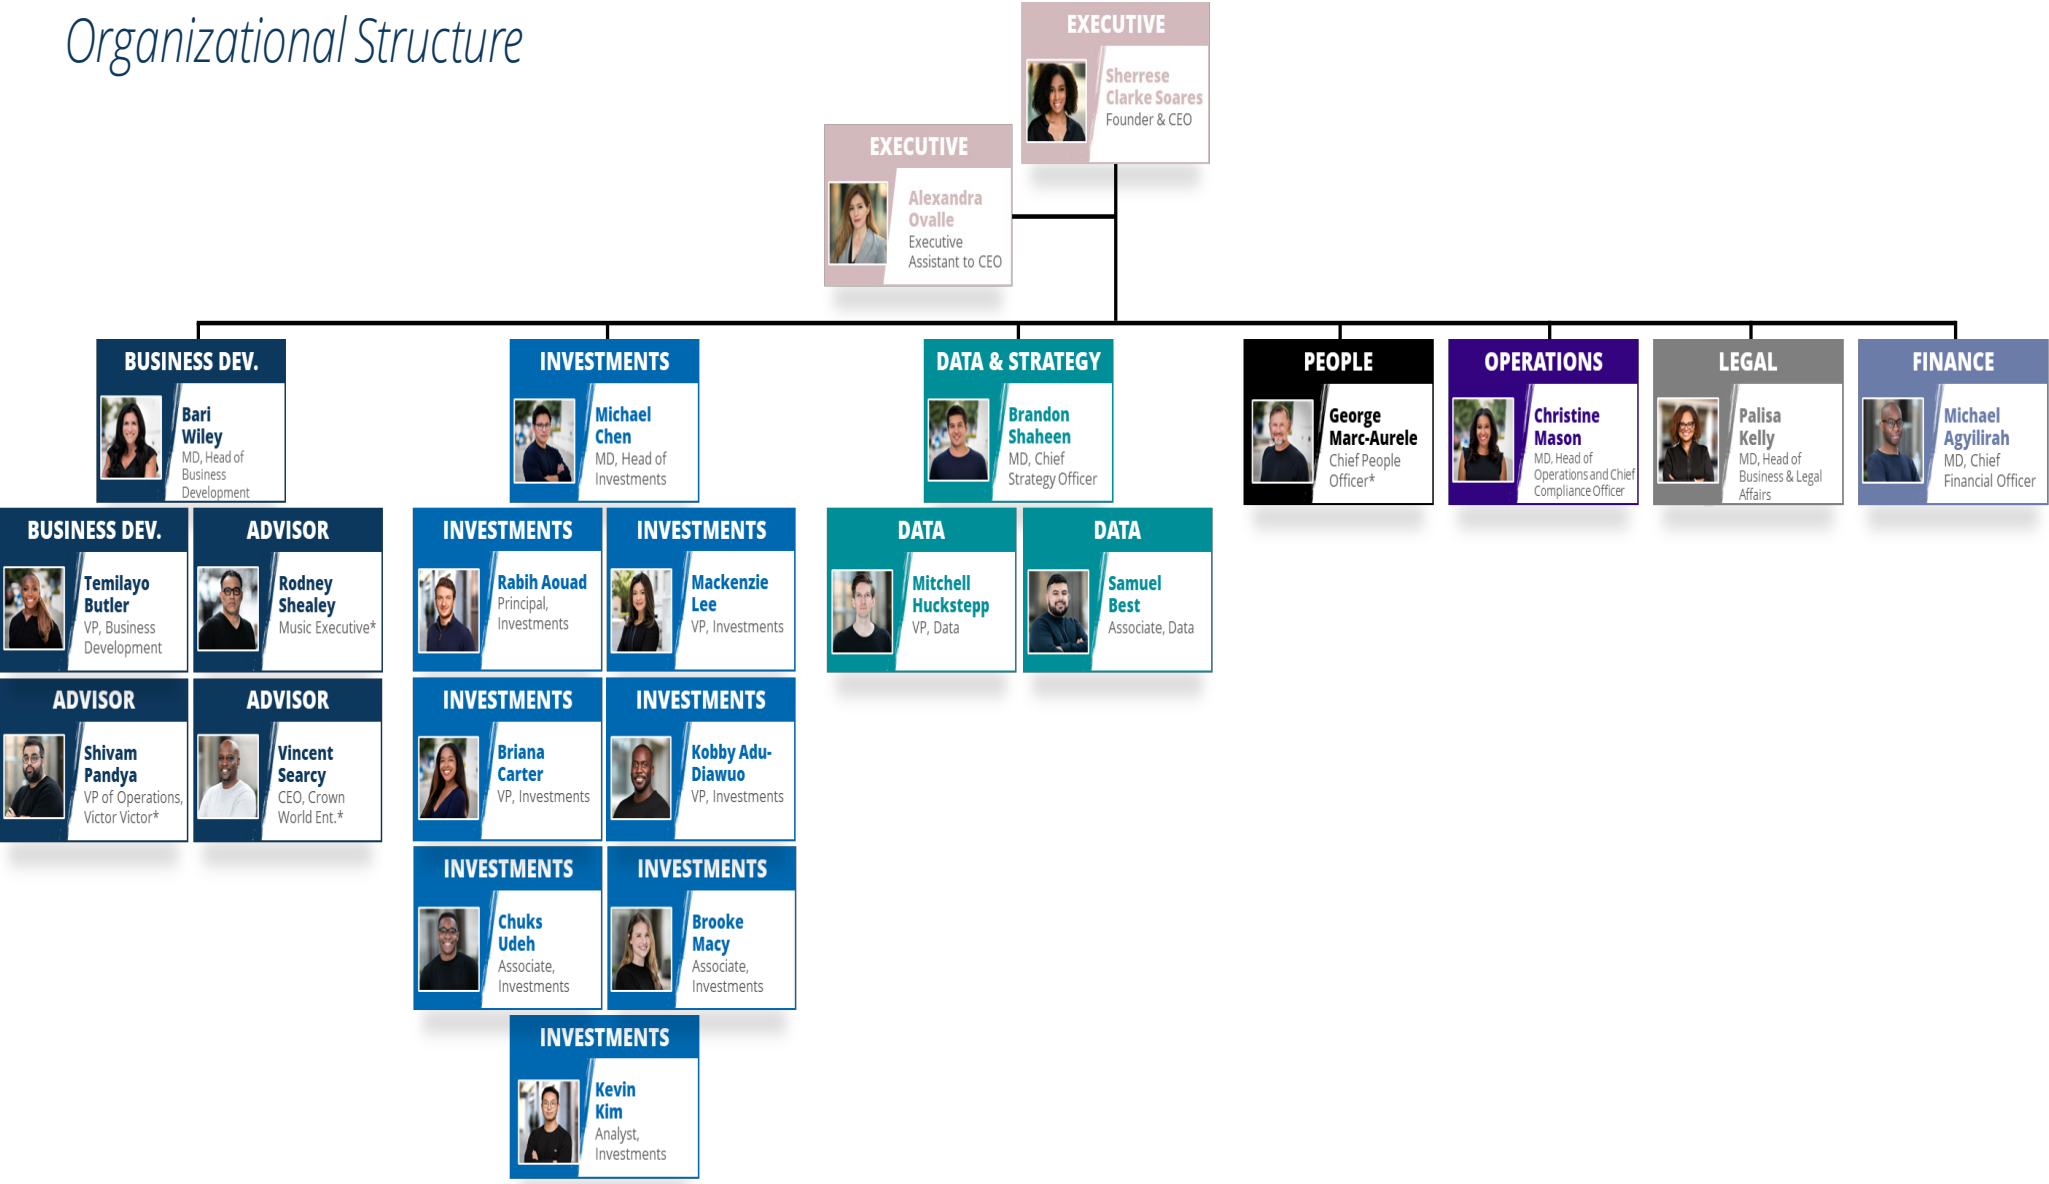 Organizational Structure
EXECUTIVE
Sherrese
Clarke Soares
Founder & CEO
EXECUTIVE
Alexandra
Ovalle
Executive
Assistant to CEO
BUSINESS DEV.
Bari
Wiley
MD, Head of
Business
Development
INVESTMENTS
Michael
Chen
MD, Head of
Investments
DATA & STRATEGY
Brandon
Shaheen
MD, Chief
Strategy Officer
PEOPLE
George
Marc-Aurele
Chief People
Officer*
OPERATIONS
Christine
Mason
MD, Head of
Operations and Chief
Compliance Officer
LEGAL
Palisa
Kelly
MD, Head of
Business & Legal
Affairs
FINANCE
Michael
Agyilirah
MD, Chief
Financial Officer
BUSINESS DEV.
Temilayo
Butler
VP, Business
Development
ADVISOR
Rodney
Shealey
Music Executive*
ADVISOR
Shivam
Pandya
VP of Operations,
Victor Victor*
ADVISOR
Vincent
Searcy
CEO, Crown
World Ent.*
INVESTMENTS
Rabih Aouad
Principal,
Investments
INVESTMENTS
Mackenzie
Lee
VP, Investments
INVESTMENTS
Briana
Carter
VP, Investments
INVESTMENTS
Kobby Adu-
Diawuo
VP, Investments
INVESTMENTS
Chuks
Udeh
Associate,
Investments
INVESTMENTS
Brooke
Macy
Associate,
Investments
INVESTMENTS
Kevin
Kim
Analyst,
Investments
DATA
Mitchell
Huckstepp
VP, Data
DATA
Samuel
Best
Associate, Data